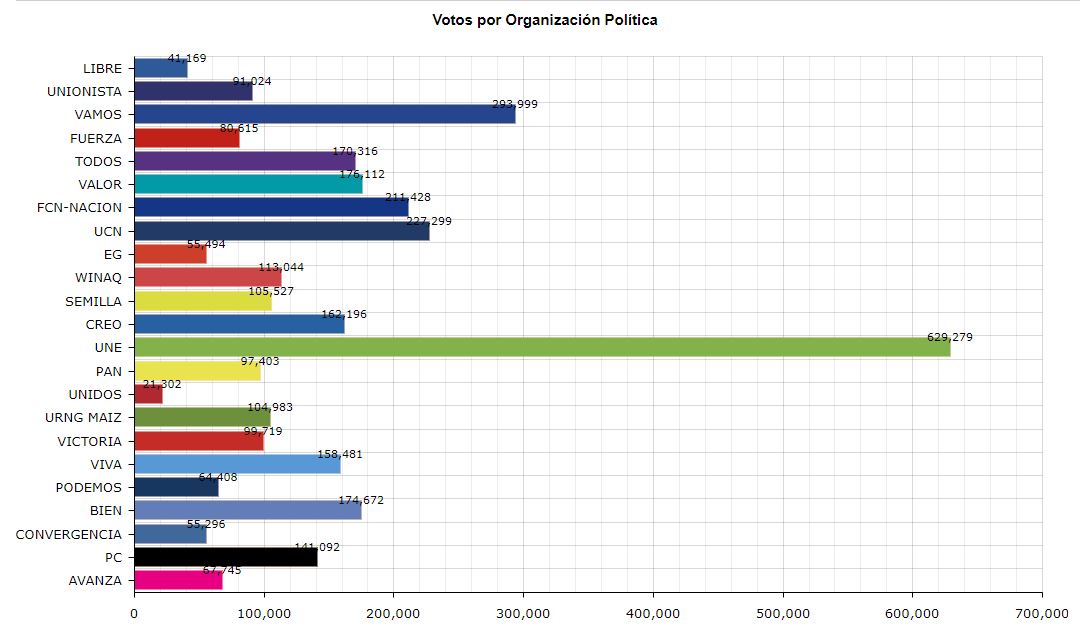 Votos por Organización Política
LIBRE 41,169
UNIONISTA 91,024
VAMOS 293,999
FUERZA 80,615
TODOS 170,316
VALOR 176,112
FCN-NACION 211,428
UCN 227,299
EG 55,494
WINAQ 113,044
SEMILLA 105,527
CREO 162,196
UNE 629,279
PAN 97,403
UNIDOS 21,302
URNG MAIZ 104,983
VICTORIA 99,719
VIVA 158,481
PODEMOS 64,408
BIEN 174,672
CONVERGENCIA 55,296
PC 141,092
AVANZA 67,745
0 100,000 200,000 300,000 400,000 500,000 600,000 700,000